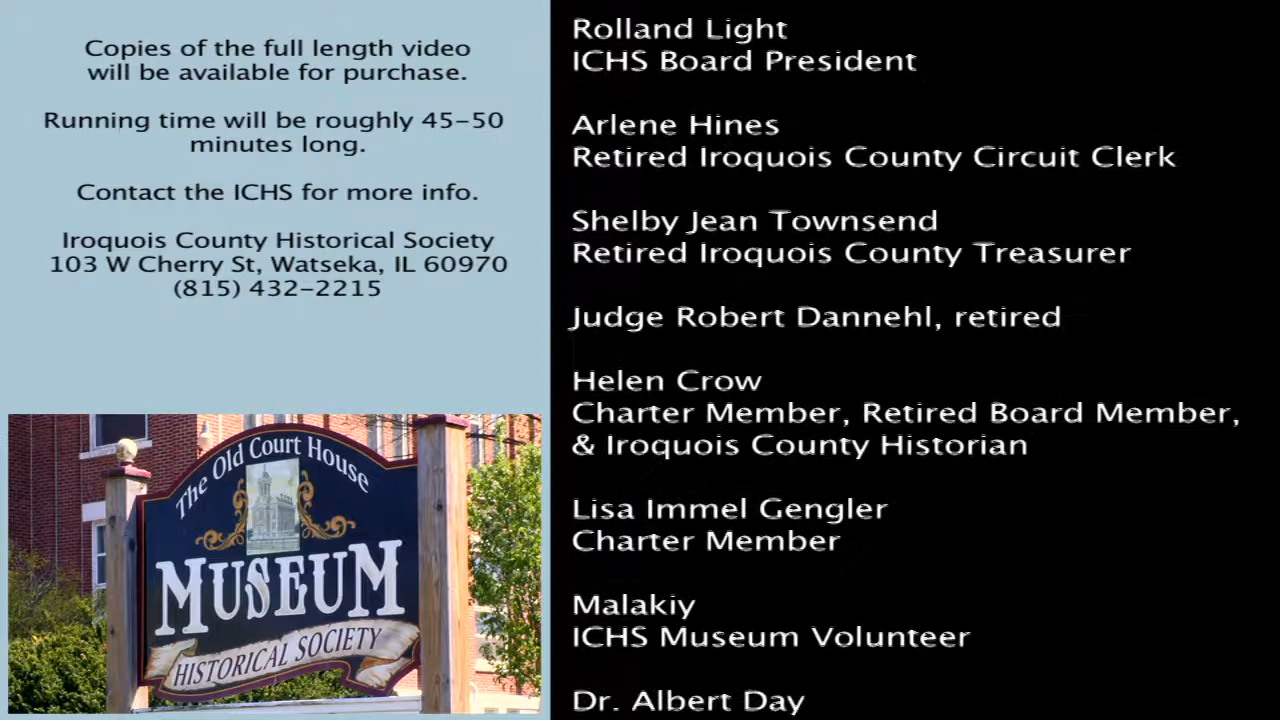 Copies of the full length video
will be available for purchase.
Running time will be roughly 45-50
minutes long.
Contact the ICHS for more info.
Iroquois County Historical Society
103 W Cherry St, Watseka, IL 60970
(815) 432-2215
The Old Court House
MUSEUM
HISTORICAL SOCIETY
Rolland Light
ICHS Board President
Arlene Hines
Retired Iroquois County Circuit Clerk
Shelby Jean Townsend
Retired Iroquois County Treasurer
Judge Robert Dannehl, retired
Helen Crow
Charter Member, Retired Board Member,
& Iroquois County Historian
Lisa Immel Gengler
Charter Member
Malakiy
ICHS Museum Volunteer
Dr. Albert Day